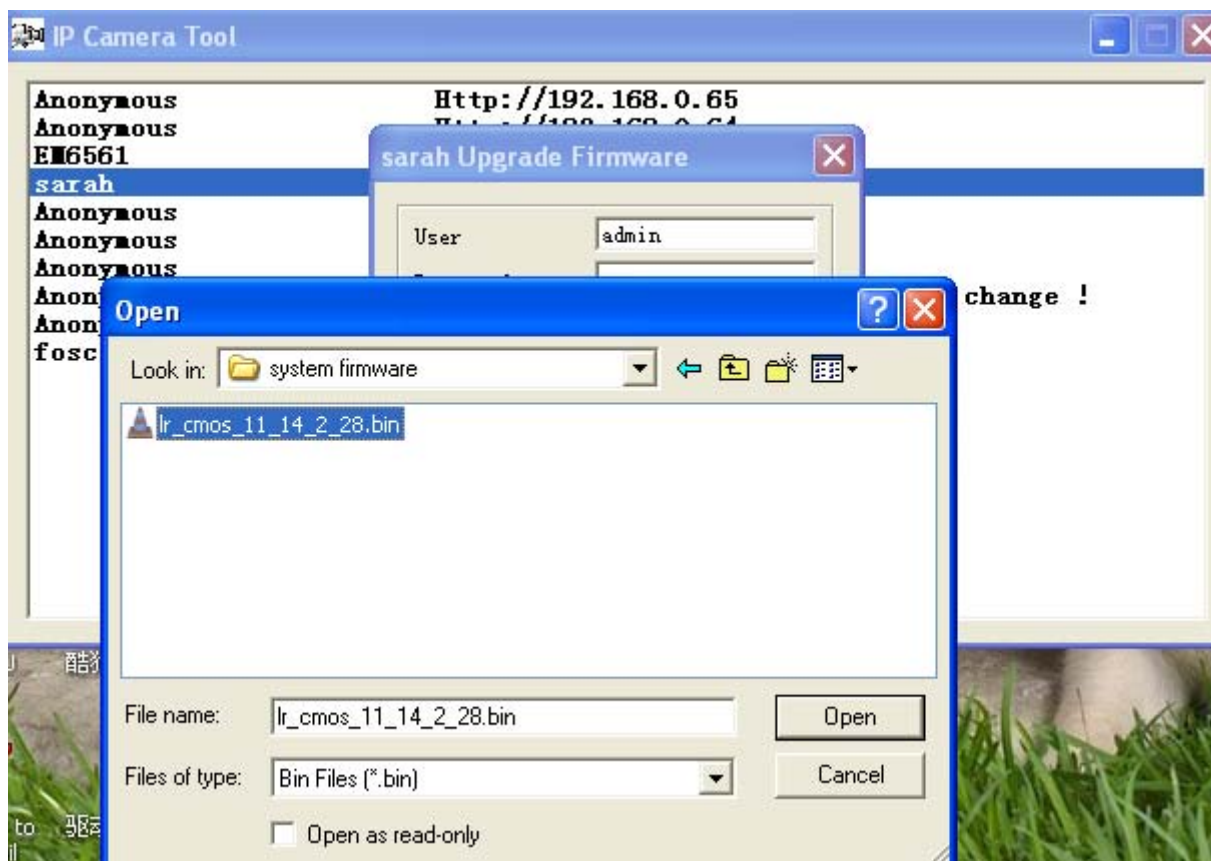 IP Camera Tool
Anonymous Http://192.168.0.65
Anonymous
EM6561
sarah
Anonymous
Anonymous
Anonymous
change !
sarah Upgrade Firmware
User admin
Open
Look in: system firmware
lr_cmos_11_14_2_28.bin
File name: lr_cmos_11_14_2_28.bin Open
Files of type: Bin Files (*.bin) Cancel
Open as read-only
to